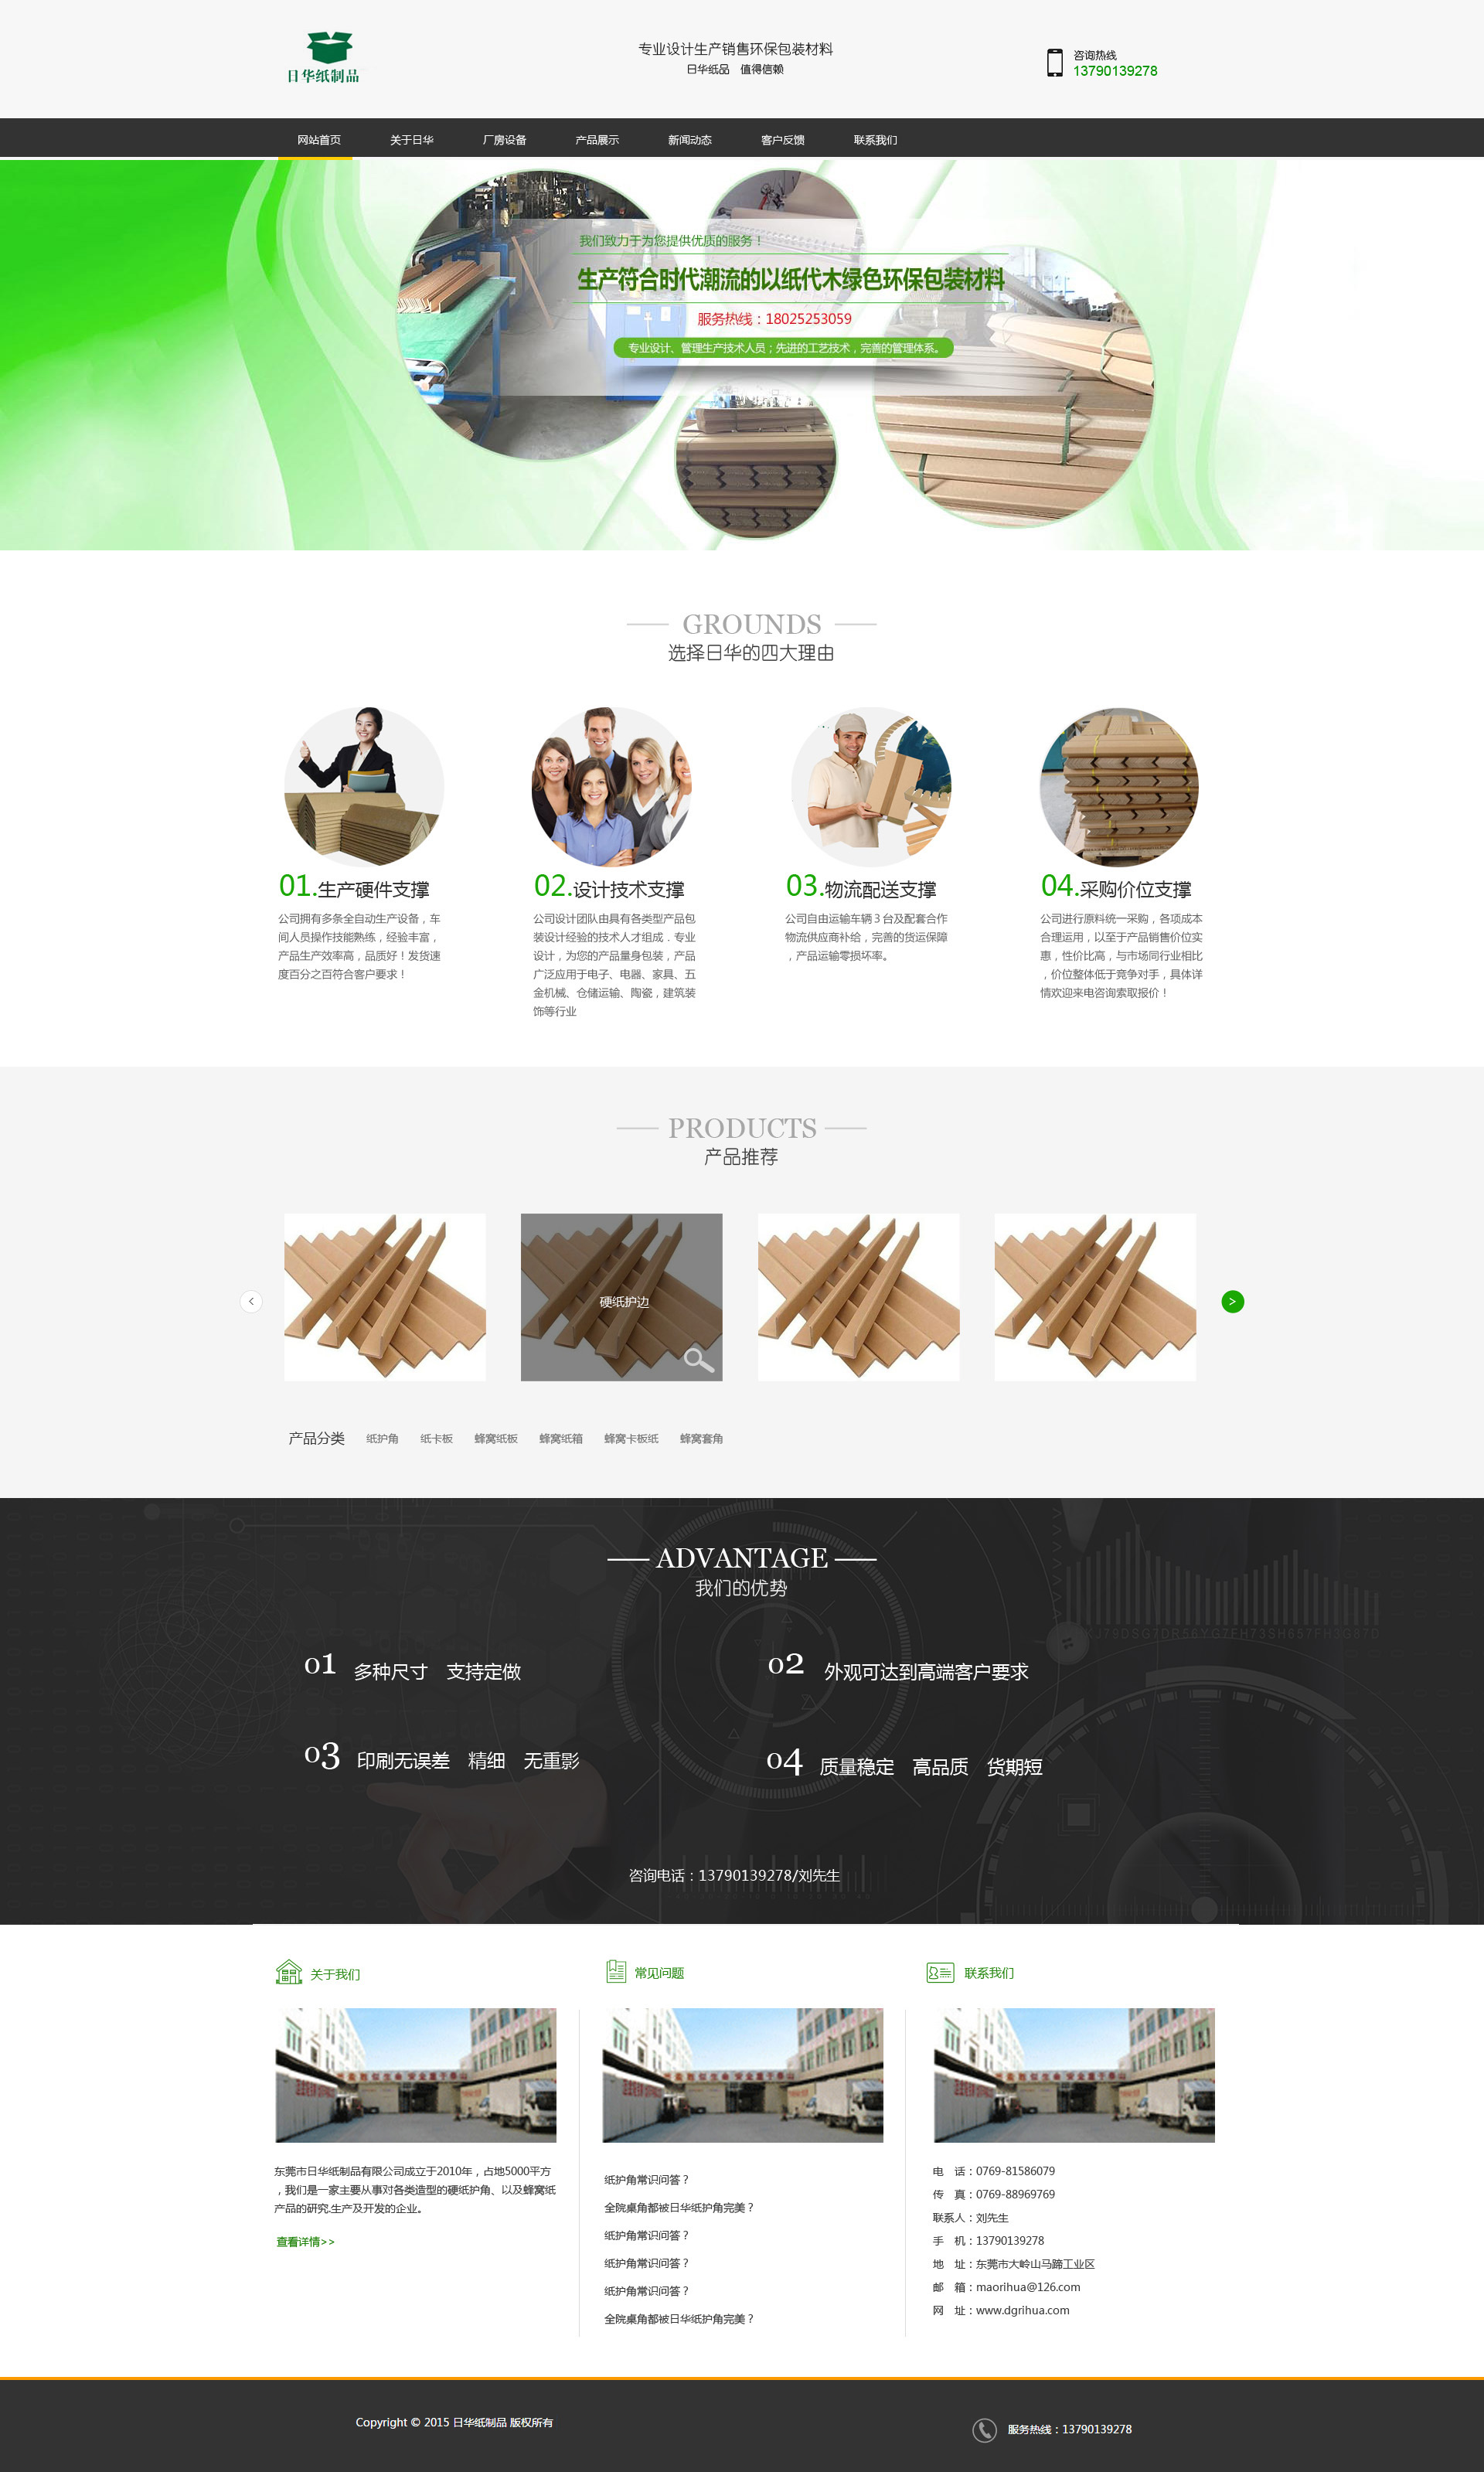 日华纸制品
专业设计生产销售环保包装材料
日华纸品 值得信赖
咨询热线
13790139278
网站首页 关于日华 厂房设备 产品展示 新闻动态 客户反馈 联系我们
我们致力于为您提供优质的服务！
生产符合时代潮流的以纸代木绿色环保包装材料
服务热线：18025253059
专业设计、管理生产技术人员；先进的工艺技术，完善的管理体系。
GROUNDS
选择日华的四大理由
01.生产硬件支撑
公司拥有多条全自动生产设备，车
间人员操作技能熟练，经验丰富，
产品生产效率高，品质好！发货速
度百分之百符合客户要求！
02.设计技术支撑
公司设计团队由具有各类型产品包
装设计经验的技术人才组成．专业
设计，为您的产品量身包装，产品
广泛应用于电子、电器、家具、五
金机械、仓储运输、陶瓷，建筑装
饰等行业
03.物流配送支撑
公司自由运输车辆 3 台及配套合作
物流供应商补给，完善的货运保障
，产品运输零损坏率。
04.采购价位支撑
公司进行原料统一采购，各项成本
合理运用，以至于产品销售价位实
惠，性价比高，与市场同行业相比
，价位整体低于竞争对手，具体详
情欢迎来电咨询索取报价！
PRODUCTS
产品推荐
<
硬纸护边
>
产品分类 纸护角 纸卡板 蜂窝纸板 蜂窝纸箱 蜂窝卡板纸 蜂窝套角
ADVANTAGE
我们的优势
01 多种尺寸 支持定做
02 外观可达到高端客户要求
03 印刷无误差 精细 无重影
04 质量稳定 高品质 货期短
咨询电话：13790139278/刘先生
关于我们
东莞市日华纸制品有限公司成立于2010年，占地5000平方
，我们是一家主要从事对各类造型的硬纸护角、以及蜂窝纸
产品的研究.生产及开发的企业。
查看详情>>
常见问题
纸护角常识问答？
全院桌角都被日华纸护角完美？
纸护角常识问答？
纸护角常识问答？
纸护角常识问答？
全院桌角都被日华纸护角完美？
联系我们
电 话：0769-81586079
传 真：0769-88969769
联系人：刘先生
手 机：13790139278
地 址：东莞市大岭山马蹄工业区
邮 箱：maorihua@126.com
网 址：www.dgrihua.com
Copyright © 2015 日华纸制品 版权所有
服务热线：13790139278